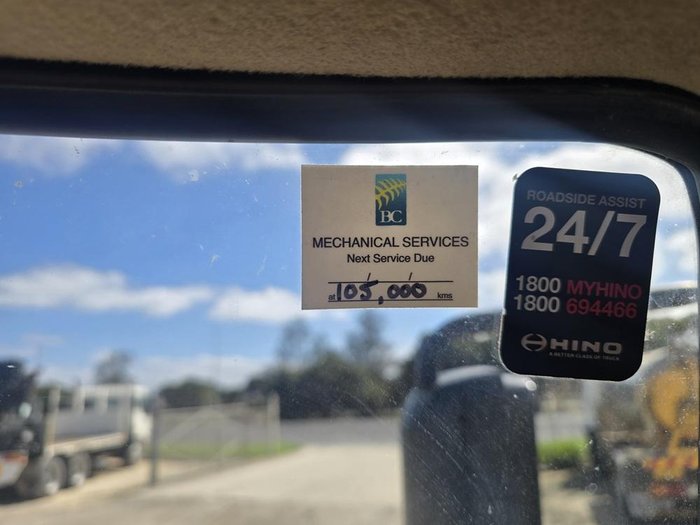 BC
MECHANICAL SERVICES
Next Service Due
at 105,000 kms
ROADSIDE ASSIST
24/7
1800 MYHINO
1800 694466
HINO
A BETTER CLASS OF TRUCK